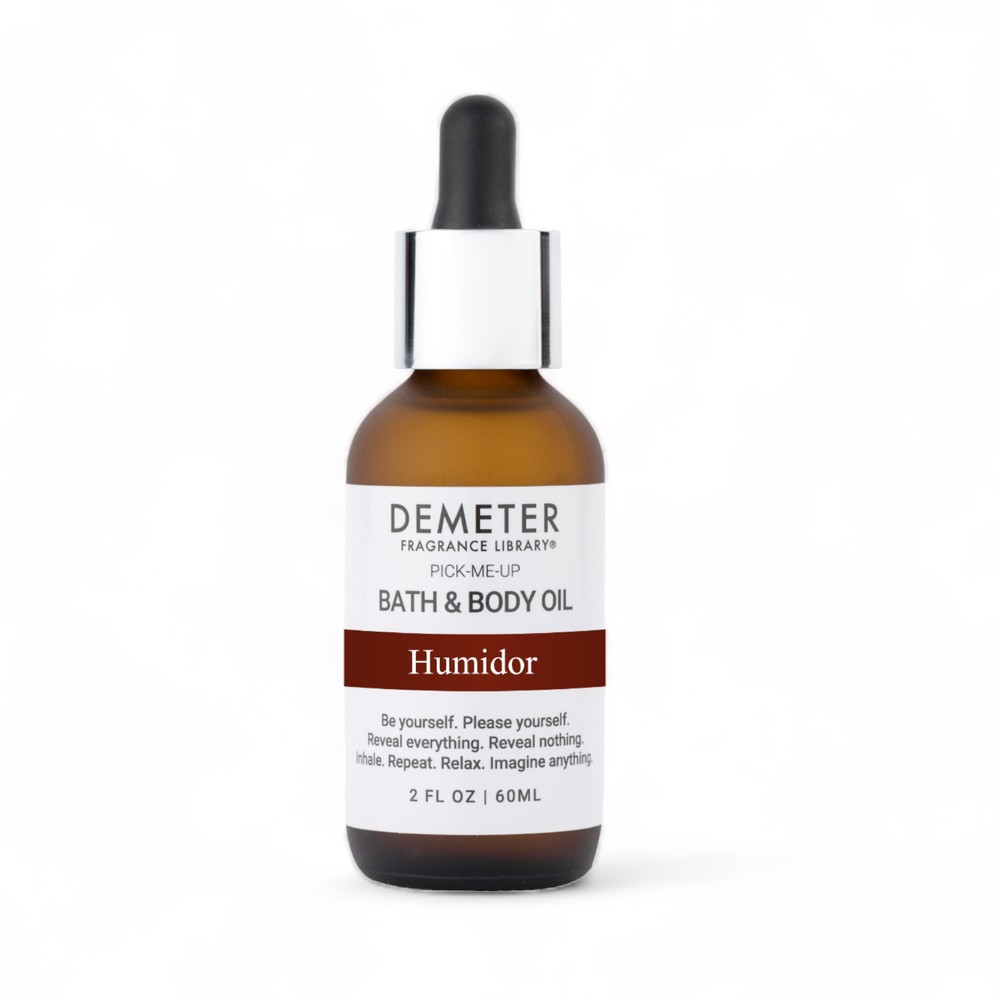 DEMETER
FRAGRANCE LIBRARY®
PICK-ME-UP
BATH & BODY OIL
Humidor
Be yourself. Please yourself.
Reveal everything. Reveal nothing.
Inhale. Repeat. Relax. Imagine anything.
2 FL OZ | 60ML